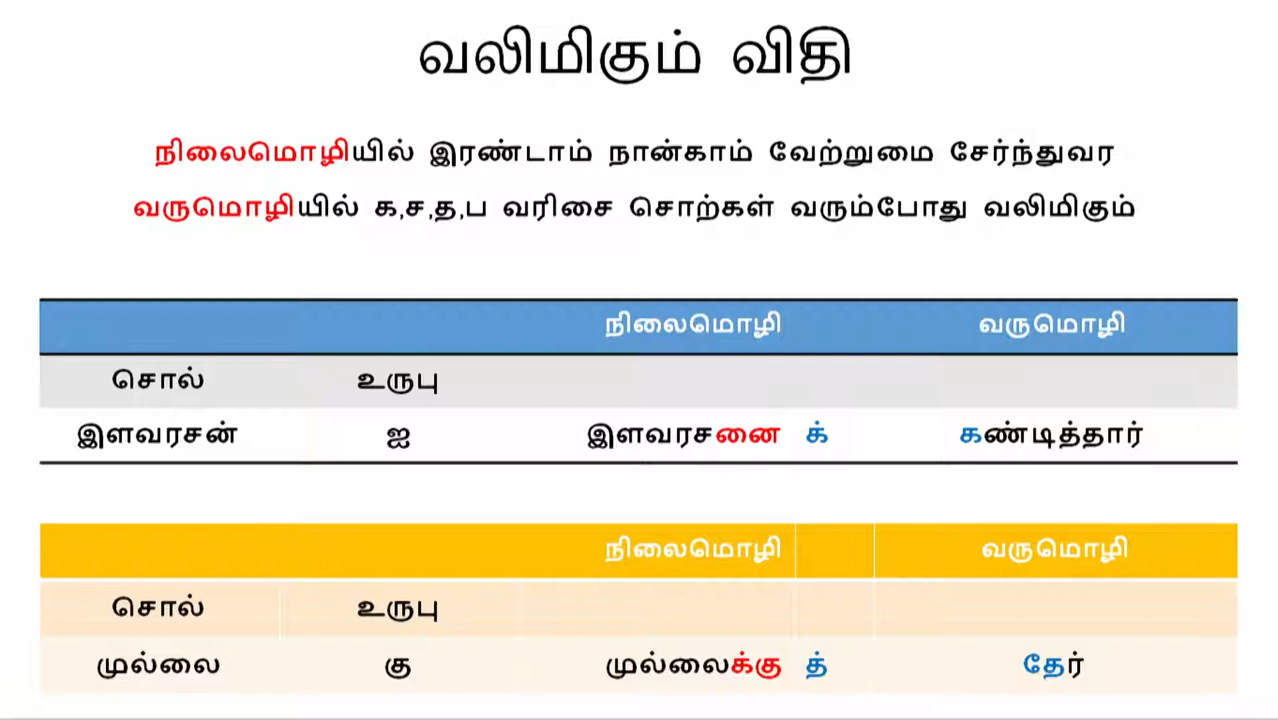 வலிமிகும் விதி
நிலைமொழியில் இரண்டாம் நான்காம் வேற்றுமை சேர்ந்துவர
வருமொழியில் க,ச,த,ப வரிசை சொற்கள் வரும்போது வலிமிகும்
நிலைமொழி வருமொழி
சொல் உருபு
இளவரசன் ஐ இளவரசனை க் கண்டித்தார்
நிலைமொழி வருமொழி
சொல் உருபு
முல்லை கு முல்லைக்கு த் தேர்